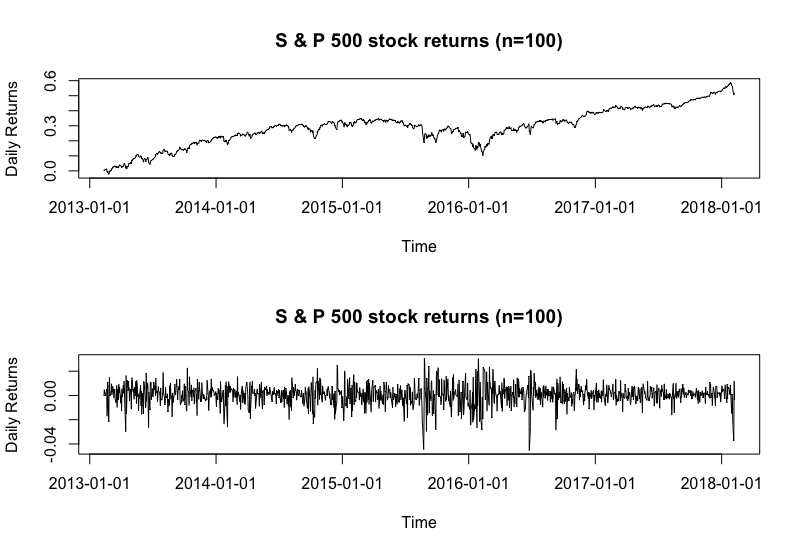 S & P 500 stock returns (n=100)
Daily Returns
0.6
0.3
0.0
2013-01-01 2014-01-01 2015-01-01 2016-01-01 2017-01-01 2018-01-01
Time
S & P 500 stock returns (n=100)
Daily Returns
0.00
-0.04
2013-01-01 2014-01-01 2015-01-01 2016-01-01 2017-01-01 2018-01-01
Time